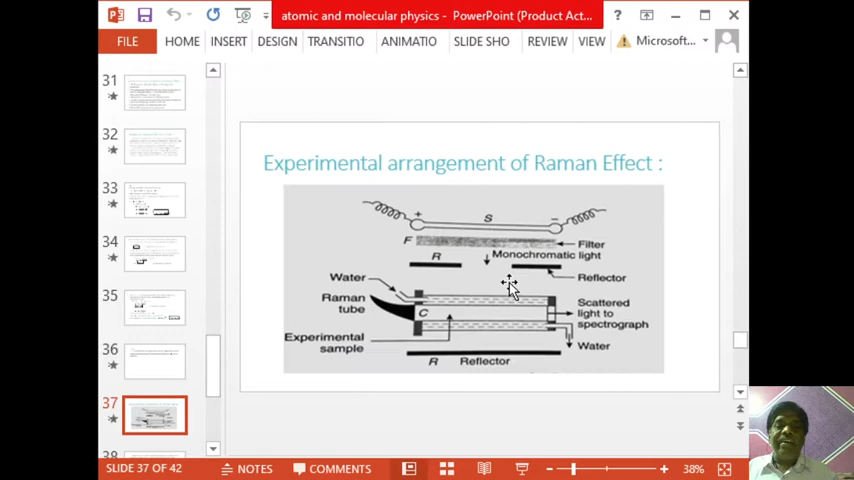 atomic and molecular physics - PowerPoint (Product Act...
?
FILE HOME INSERT DESIGN TRANSITIO ANIMATIO SLIDE SHO REVIEW VIEW Microsoft...
31
32
33
34
35
36
37
38
Experimental arrangement of Raman Effect :
+ S −
F Filter
Monochromatic light
R
Reflector
Water
Raman
tube
C
Scattered
light to
spectrograph
Experimental
sample
Water
R Reflector
SLIDE 37 OF 42 NOTES COMMENTS 38%